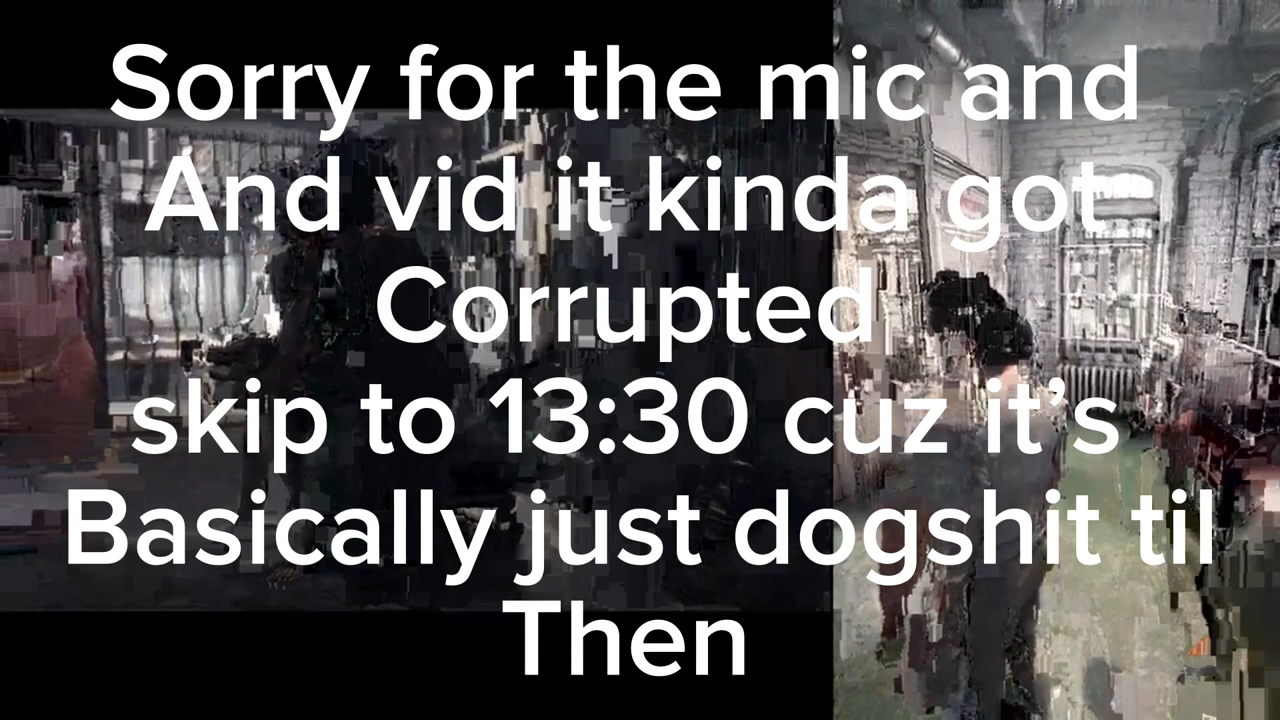 Sorry for the mic and
And vid it kinda got
Corrupted
skip to 13:30 cuz it's
Basically just dogshit til
Then